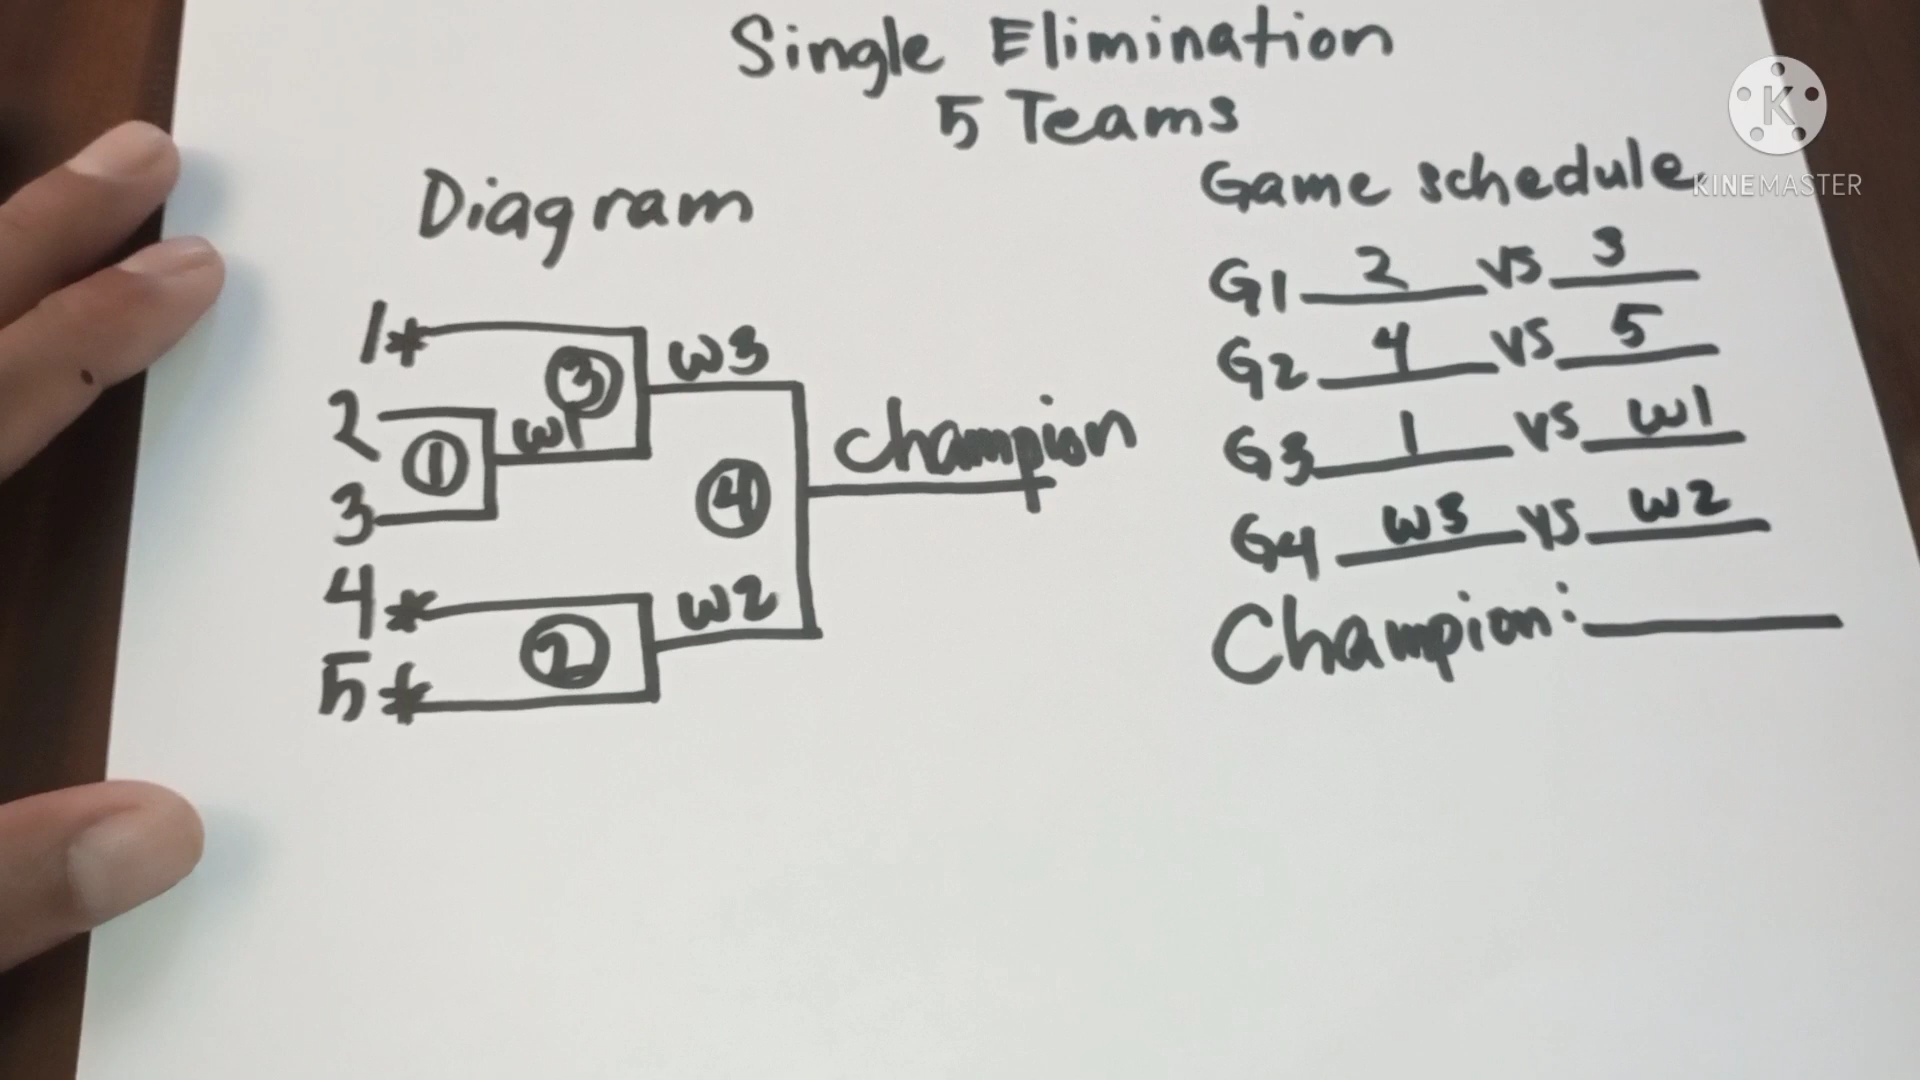 Single Elimination
5 Teams
Diagram
1*
2
3
4*
5*
1
W1
3
W3
2
W2
4
Champion
Game schedule
G1 2 VS 3
G2 4 VS 5
G3 1 VS W1
G4 W3 VS W2
Champion:
K
KINEMASTER